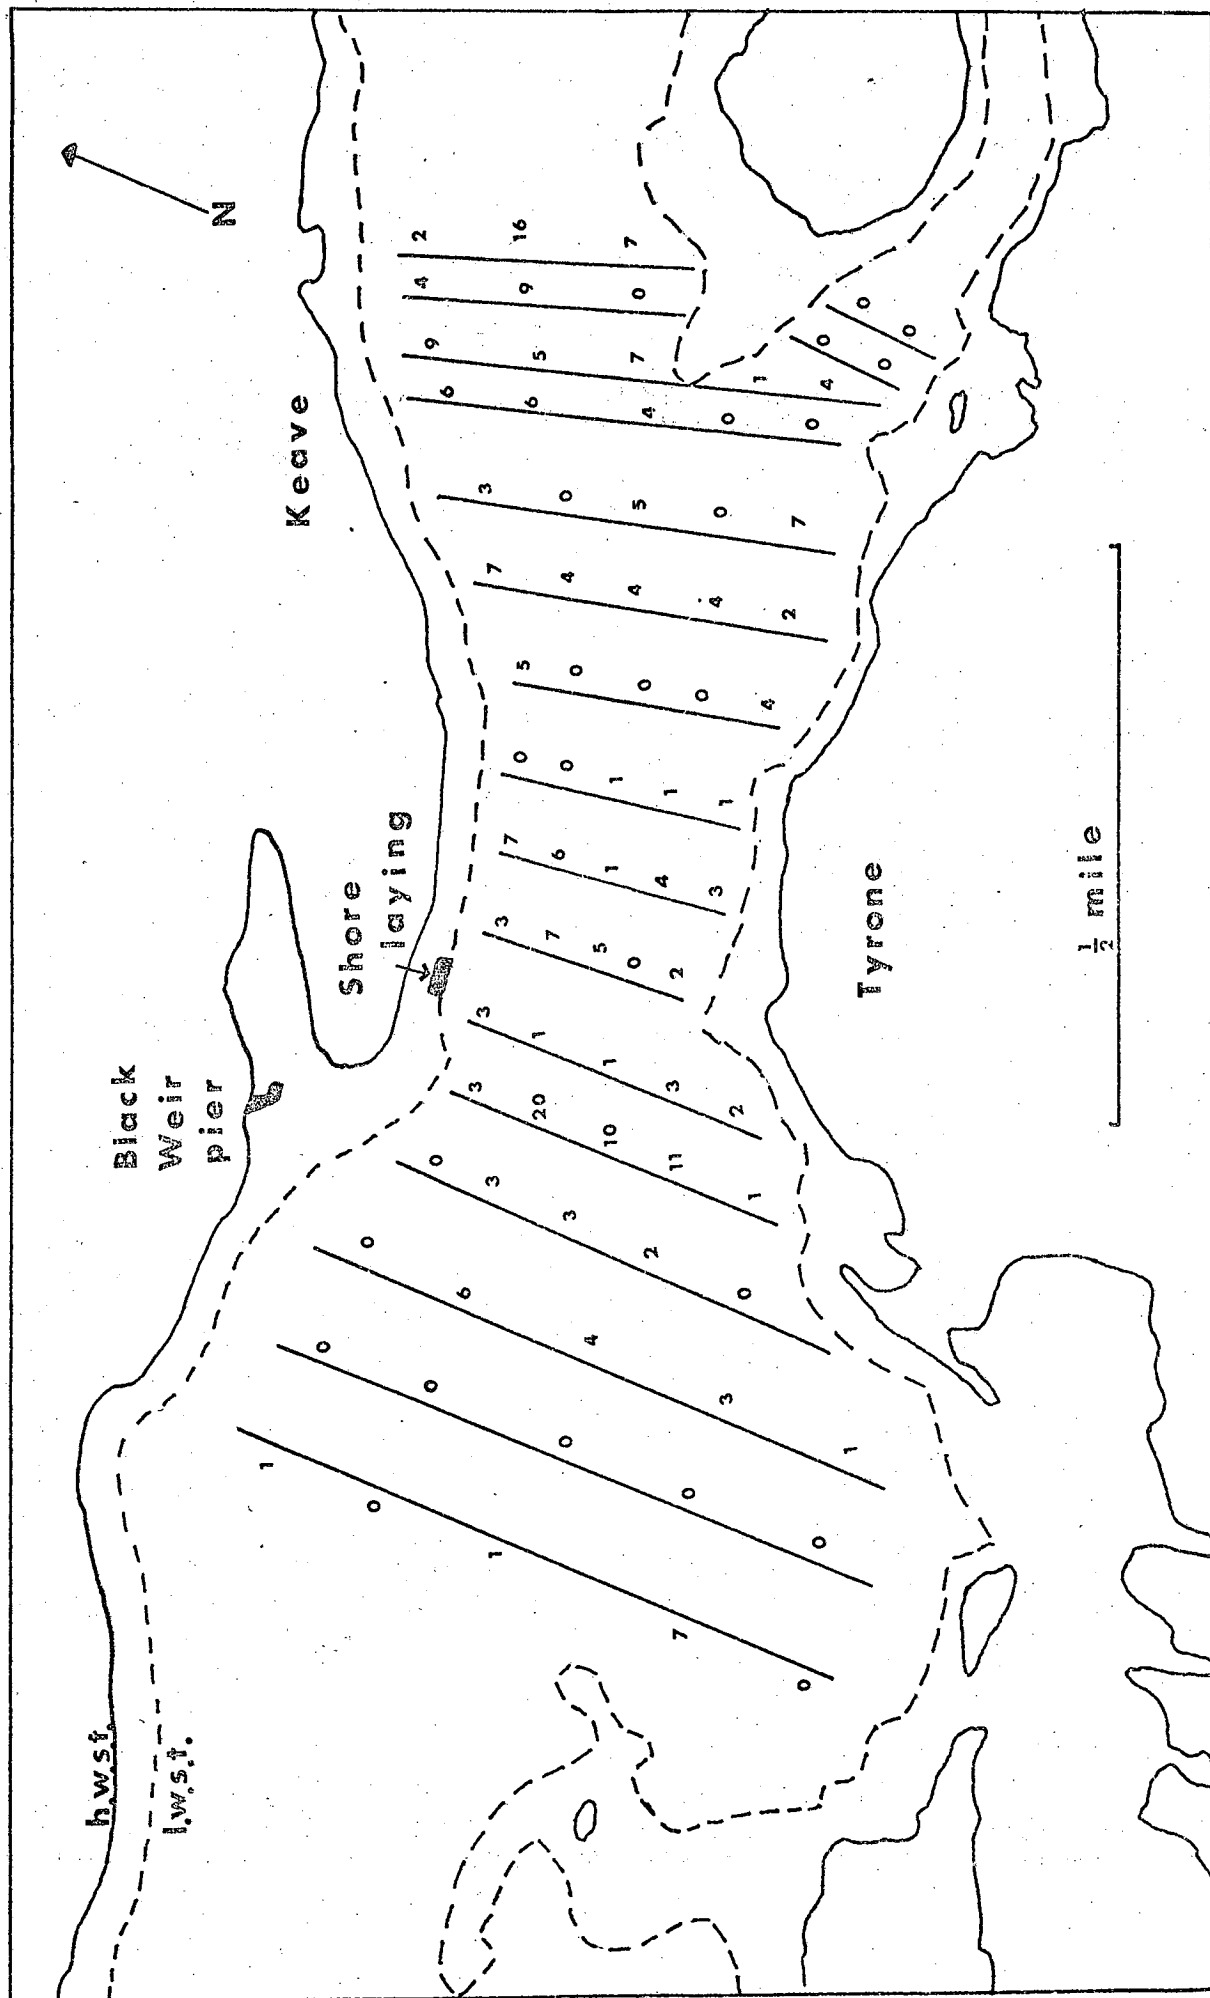 h.w.s.t.
l.w.s.t.
Black
Weir
pier
Shore
laying
Keave
N
1 0 1 7 0
0 0 0 0 0
0 6 4 3 1
0 3 3 2 0
3 20 10 11 1
3 1 1 3 2
3 7 5 0 2
7 6 1 4 3
0 0 1 1 1
5 0 0 0 4
7 4 4 4 2
3 0 5 0 7
6 6 4 0 0
9 5 7 1 4
4 9 0
2 16 7
0 0
0 0
Tyrone
½ mile